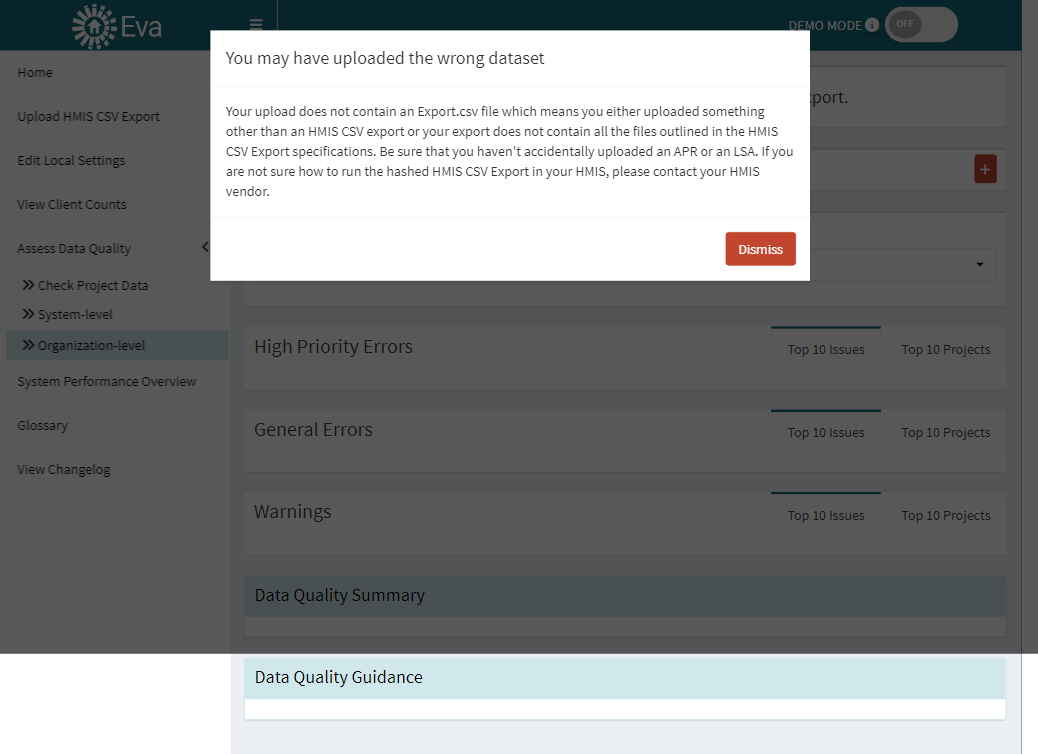 Eva
DEMO MODE i OFF
You may have uploaded the wrong dataset
Your upload does not contain an Export.csv file which means you either uploaded something
other than an HMIS CSV export or your export does not contain all the files outlined in the HMIS
CSV Export specifications. Be sure that you haven't accidentally uploaded an APR or an LSA. If you
are not sure how to run the hashed HMIS CSV Export in your HMIS, please contact your HMIS
vendor.
Dismiss
Home
Upload HMIS CSV Export
Edit Local Settings
View Client Counts
Assess Data Quality
Check Project Data
System-level
Organization-level
System Performance Overview
Glossary
View Changelog
port.
+
High Priority Errors
Top 10 Issues Top 10 Projects
General Errors
Top 10 Issues Top 10 Projects
Warnings
Top 10 Issues Top 10 Projects
Data Quality Summary
Data Quality Guidance